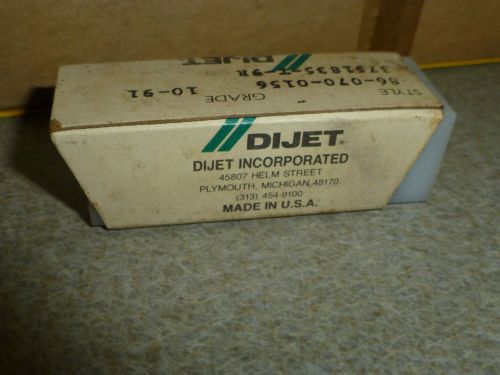 DIJET
3751835-T-9R
86-070-0156
STYLE
GRADE 10-91
DIJET®
DIJET INCORPORATED
45807 HELM STREET
PLYMOUTH, MICHIGAN 48170
(313) 454-9100
MADE IN U.S.A.